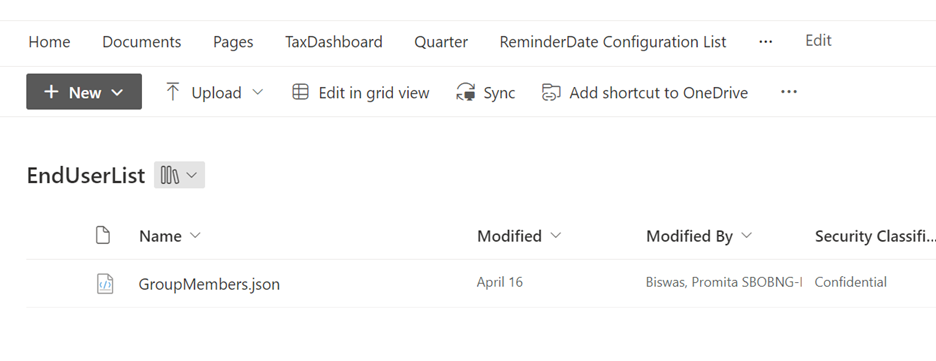 Home Documents Pages TaxDashboard Quarter ReminderDate Configuration List ... Edit
+ New Upload Edit in grid view Sync Add shortcut to OneDrive ...
EndUserList
Name Modified Modified By Security Classifi...
GroupMembers.json April 16 Biswas, Promita SBOBNG-I Confidential